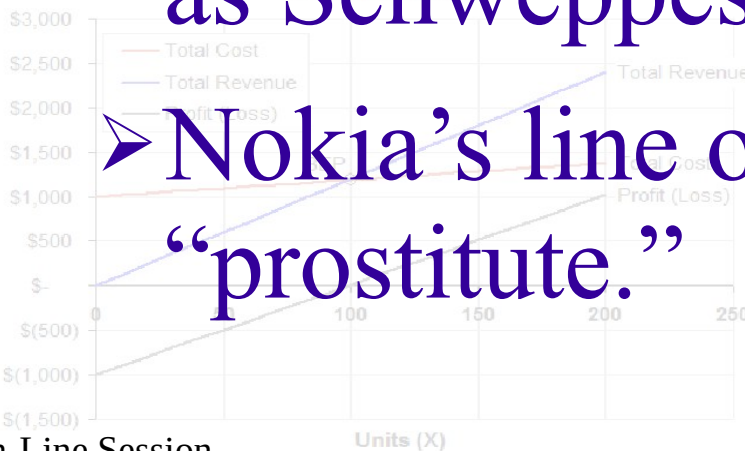 as Schweppes
$3,000
Total Cost
$2,500
Total Revenue
Total Revenue
$2,000
Profit (Loss)
➢Nokia’s line o
$1,500
Total Cost
$1,000
Profit (Loss)
$500
“prostitute.”
$-
0
100
150
200
250
$(500)
$(1,000)
$(1,500)
Units (X)
Line Session